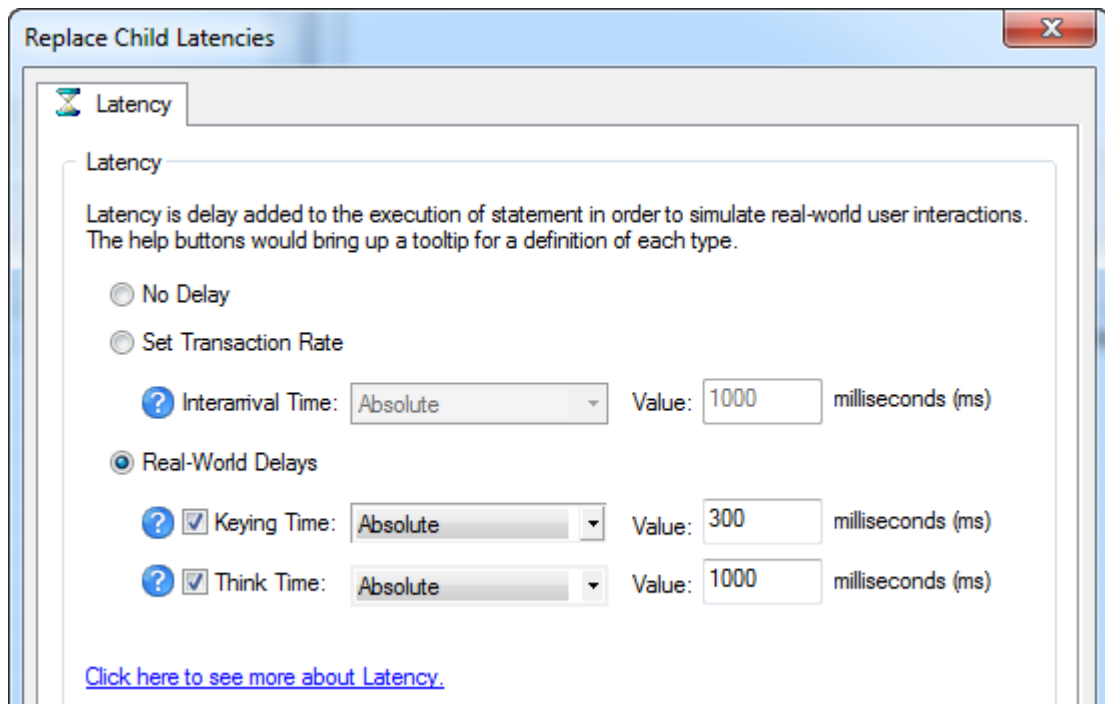 Replace Child Latencies
Latency
Latency
Latency is delay added to the execution of statement in order to simulate real-world user interactions.
The help buttons would bring up a tooltip for a definition of each type.
No Delay
Set Transaction Rate
? Interarrival Time: Absolute Value: 1000 milliseconds (ms)
Real-World Delays
? Keying Time: Absolute Value: 300 milliseconds (ms)
? Think Time: Absolute Value: 1000 milliseconds (ms)
Click here to see more about Latency.